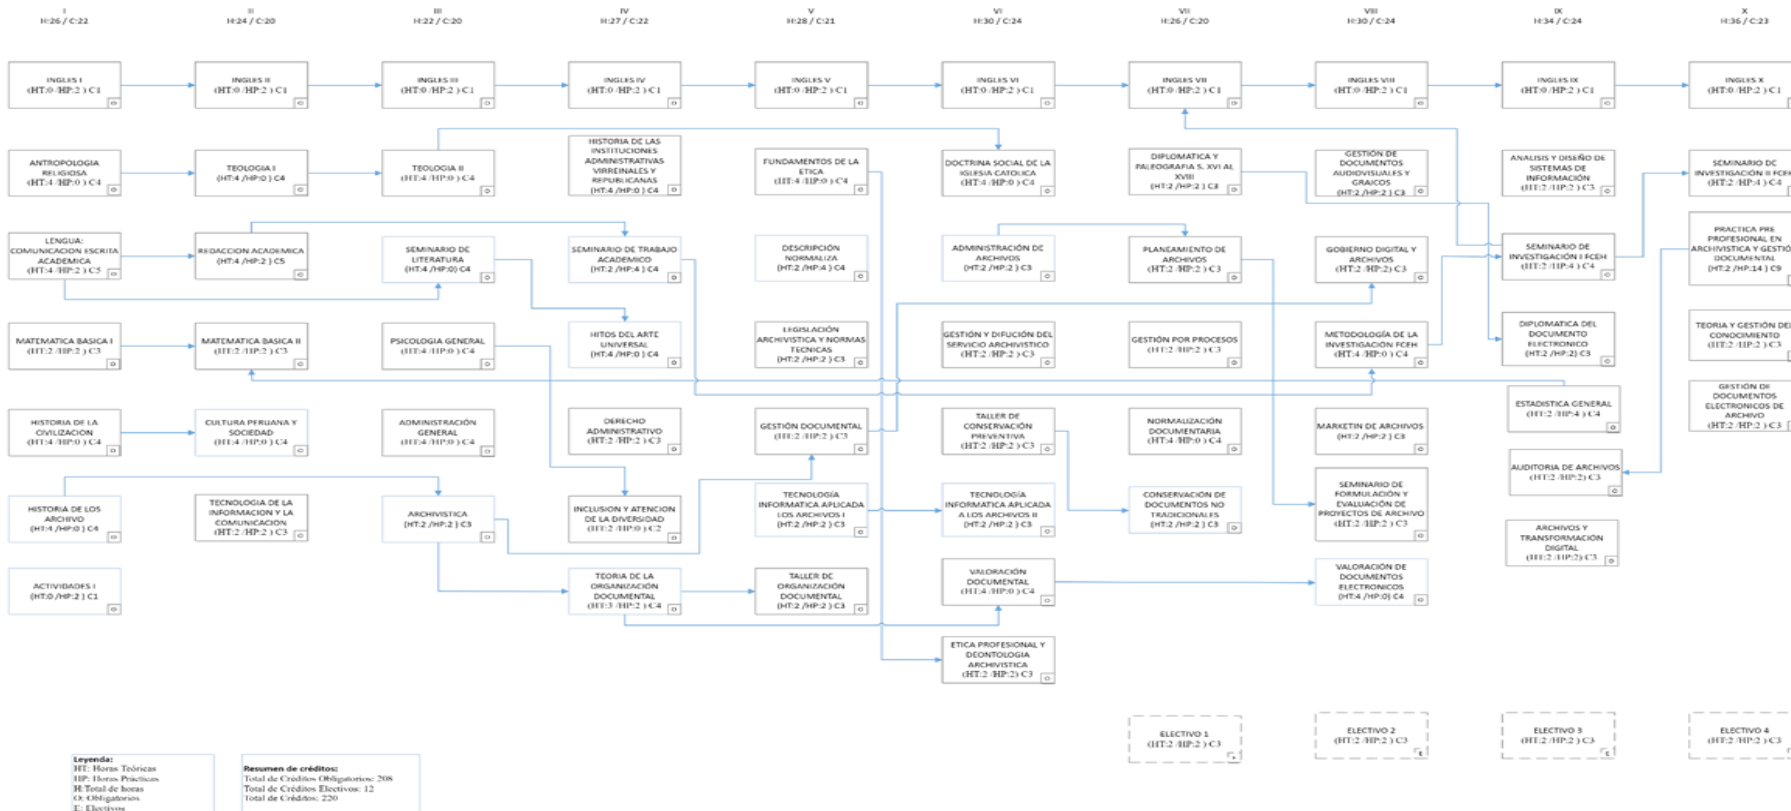 I
H:26 / C:22
II
H:24 / C:20
III
H:22 / C:20
IV
H:27 / C:22
V
H:28 / C:21
VI
H:30 / C:24
VII
H:26 / C:20
VIII
H:30 / C:24
IX
H:34 / C:24
X
H:36 / C:23
INGLES I
(HT:0 /HP:2 ) C1
O
INGLES II
(HT:0 /HP:2 ) C1
O
INGLES III
(HT:0 /HP:2 ) C1
O
INGLES IV
(HT:0 /HP:2 ) C1
O
INGLES V
(HT:0 /HP:2 ) C1
O
INGLES VI
(HT:0 /HP:2 ) C1
O
INGLES VII
(HT:0 /HP:2 ) C1
O
INGLES VIII
(HT:0 /HP:2 ) C1
O
INGLES IX
(HT:0 /HP:2 ) C1
O
INGLES X
(HT:0 /HP:2 ) C1
ANTROPOLOGIA
RELIGIOSA
(HT:4 /HP:0 ) C4
O
TEOLOGIA I
(HT:4 /HP:0 ) C4
O
TEOLOGIA II
(HT:4 /HP:0 ) C4
O
HISTORIA DE LAS
INSTITUCIONES
ADMINISTRATIVAS
VIRREINALES Y
REPUBLICANAS
(HT:4 /HP:0 ) C4
O
FUNDAMENTOS DE LA
ETICA
(HT:4 /HP:0 ) C4
O
DOCTRINA SOCIAL DE LA
IGLESIA CATOLICA
(HT:4 /HP:0 ) C4
O
DIPLOMATICA Y
PALEOGRAFIA S. XVI AL
XVIII
(HT:2 /HP:2 ) C3
O
GESTIÓN DE
DOCUMENTOS
AUDIOVISUALES Y
GRAICOS
(HT:2 /HP:2 ) C3
O
ANALISIS Y DISEÑO DE
SISTEMAS DE
INFORMACIÓN
(HT:2 /HP:2 ) C3
O
SEMINARIO DE
INVESTIGACIÓN II FCEH
(HT:2 /HP:4 ) C4
LENGUA:
COMUNICACION ESCRITA
ACADEMICA
(HT:4 /HP:2 ) C5
O
REDACCION ACADEMICA
(HT:4 /HP:2 ) C5
O
SEMINARIO DE
LITERATURA
(HT:4 /HP:0) C4
O
SEMINARIO DE TRABAJO
ACADEMICO
(HT:2 /HP:4 ) C4
O
DESCRIPCIÓN
NORMALIZA
(HT:2 /HP:4 ) C4
O
ADMINISTRACIÓN DE
ARCHIVOS
(HT:2 /HP:2 ) C3
O
PLANEAMIENTO DE
ARCHIVOS
(HT:2 /HP:2 ) C3
O
GOBIERNO DIGITAL Y
ARCHIVOS
(HT:2 /HP:2) C3
O
SEMINARIO DE
INVESTIGACIÓN I FCEH
(HT:2 /HP:4 ) C4
O
PRACTICA PRE
PROFESIONAL EN
ARCHIVISTICA Y GESTIÓN
DOCUMENTAL
(HT:2 /HP:14 ) C9
MATEMATICA BASICA I
(HT:2 /HP:2 ) C3
O
MATEMATICA BASICA II
(HT:2 /HP:2 ) C3
O
PSICOLOGIA GENERAL
(HT:4 /HP:0 ) C4
O
HITOS DEL ARTE
UNIVERSAL
(HT:4 /HP:0 ) C4
O
LEGISLACIÓN
ARCHIVISTICA Y NORMAS
TECNICAS
(HT:2 /HP:2 ) C3
O
GESTIÓN Y DIFUCIÓN DEL
SERVICIO ARCHIVISTICO
(HT:2 /HP:2 ) C3
O
GESTIÓN POR PROCESOS
(HT:2 /HP:2 ) C3
O
METODOLOGÍA DE LA
INVESTIGACIÓN FCEH
(HT:4 /HP:0 ) C4
O
DIPLOMATICA DEL
DOCUMENTO
ELECTRONICO
(HT:2 /HP:2) C3
O
TEORIA Y GESTIÓN DEL
CONOCIMIENTO
(HT:2 /HP:2 ) C3
HISTORIA DE LA
CIVILIZACION
(HT:4 /HP:0 ) C4
O
CULTURA PERUANA Y
SOCIEDAD
(HT:4 /HP:0 ) C4
O
ADMINISTRACIÓN
GENERAL
(HT:4 /HP:0 ) C4
O
DERECHO
ADMINISTRATIVO
(HT:2 /HP:2 ) C3
O
GESTIÓN DOCUMENTAL
(HT:2 /HP:2 ) C3
O
TALLER DE
CONSERVACIÓN
PREVENTIVA
(HT:2 /HP:2 ) C3
O
NORMALIZACIÓN
DOCUMENTARIA
(HT:4 /HP:0 ) C4
O
MARKETIN DE ARCHIVOS
(HT:2 /HP:2 ) C3
O
ESTADISTICA GENERAL
(HT:2 /HP:4 ) C4
O
GESTIÓN DE
DOCUMENTOS
ELECTRONICOS DE
ARCHIVO
(HT:2 /HP:2 ) C3
AUDITORIA DE ARCHIVOS
(HT:2 /HP:2) C3
O
HISTORIA DE LOS
ARCHIVO
(HT:4 /HP:0 ) C4
O
TECNOLOGIA DE LA
INFORMACION Y LA
COMUNICACIÓN
(HT:2 /HP:2 ) C3
O
ARCHIVISTICA
(HT:2 /HP:2 ) C3
O
INCLUSION Y ATENCION
DE LA DIVERSIDAD
(HT:2 /HP:0 ) C2
O
TECNOLOGÍA
INFORMATICA APLICADA
LOS ARCHIVOS I
(HT:2 /HP:2 ) C3
O
TECNOLOGÍA
INFORMATICA APLICADA
A LOS ARCHIVOS II
(HT:2 /HP:2 ) C3
O
CONSERVACIÓN DE
DOCUMENTOS NO
TRADICIONALES
(HT:2 /HP:2 ) C3
O
SEMINARIO DE
FORMULACIÓN Y
EVALUACIÓN DE
PROYECTOS DE ARCHIVO
(HT:2 /HP:2 ) C3
O
ARCHIVOS Y
TRANSFORMACIÓN
DIGITAL
(HT:2 /HP:2) C3
O
ACTIVIDADES I
(HT:0 /HP:2 ) C1
O
TEORIA DE LA
ORGANIZACIÓN
DOCUMENTAL
(HT:3 /HP:2 ) C4
O
TALLER DE
ORGANIZACIÓN
DOCUMENTAL
(HT:2 /HP:2 ) C3
O
VALORACIÓN
DOCUMENTAL
(HT:4 /HP:0 ) C4
O
VALORACIÓN DE
DOCUMENTOS
ELECTRONICOS
(HT:4 /HP:0) C4
O
ETICA PROFESIONAL Y
DEONTOLOGIA
ARCHIVISTICA
(HT:2 /HP:2) C3
O
ELECTIVO 1
(HT:2 /HP:2 ) C3
ELECTIVO 2
(HT:2 /HP:2 ) C3
E
ELECTIVO 3
(HT:2 /HP:2 ) C3
E
ELECTIVO 4
(HT:2 /HP:2 ) C3
Leyenda:
HT: Horas Teóricas
HP: Horas Prácticas
H:Total de horas
O: Obligatorios
E: Electivos
Resumen de créditos:
Total de Créditos Obligatorios: 208
Total de Créditos Electivos: 12
Total de Créditos: 220